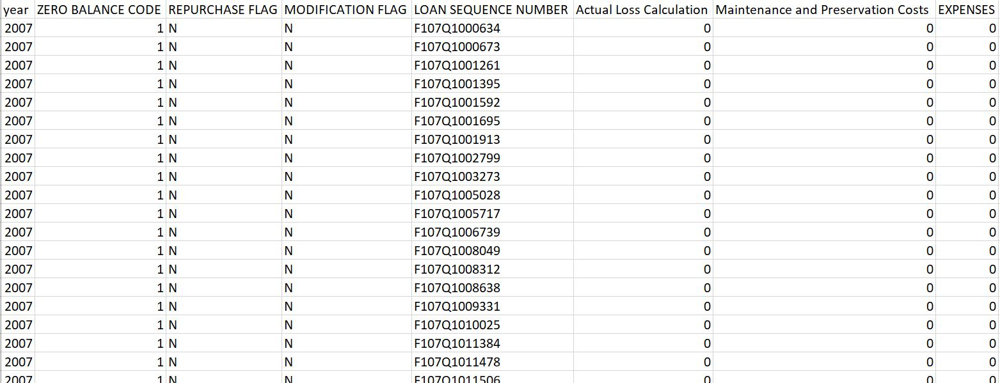 year ZERO BALANCE CODE REPURCHASE FLAG MODIFICATION FLAG LOAN SEQUENCE NUMBER Actual Loss Calculation Maintenance and Preservation Costs EXPENSES
2007 1 N N F107Q1000634 0 0 0
2007 1 N N F107Q1000673 0 0 0
2007 1 N N F107Q1001261 0 0 0
2007 1 N N F107Q1001395 0 0 0
2007 1 N N F107Q1001592 0 0 0
2007 1 N N F107Q1001695 0 0 0
2007 1 N N F107Q1001913 0 0 0
2007 1 N N F107Q1002799 0 0 0
2007 1 N N F107Q1003273 0 0 0
2007 1 N N F107Q1005028 0 0 0
2007 1 N N F107Q1005717 0 0 0
2007 1 N N F107Q1006739 0 0 0
2007 1 N N F107Q1008049 0 0 0
2007 1 N N F107Q1008312 0 0 0
2007 1 N N F107Q1008638 0 0 0
2007 1 N N F107Q1009331 0 0 0
2007 1 N N F107Q1010025 0 0 0
2007 1 N N F107Q1011384 0 0 0
2007 1 N N F107Q1011478 0 0 0
2007 1 N N F107Q1011506 0 0 0